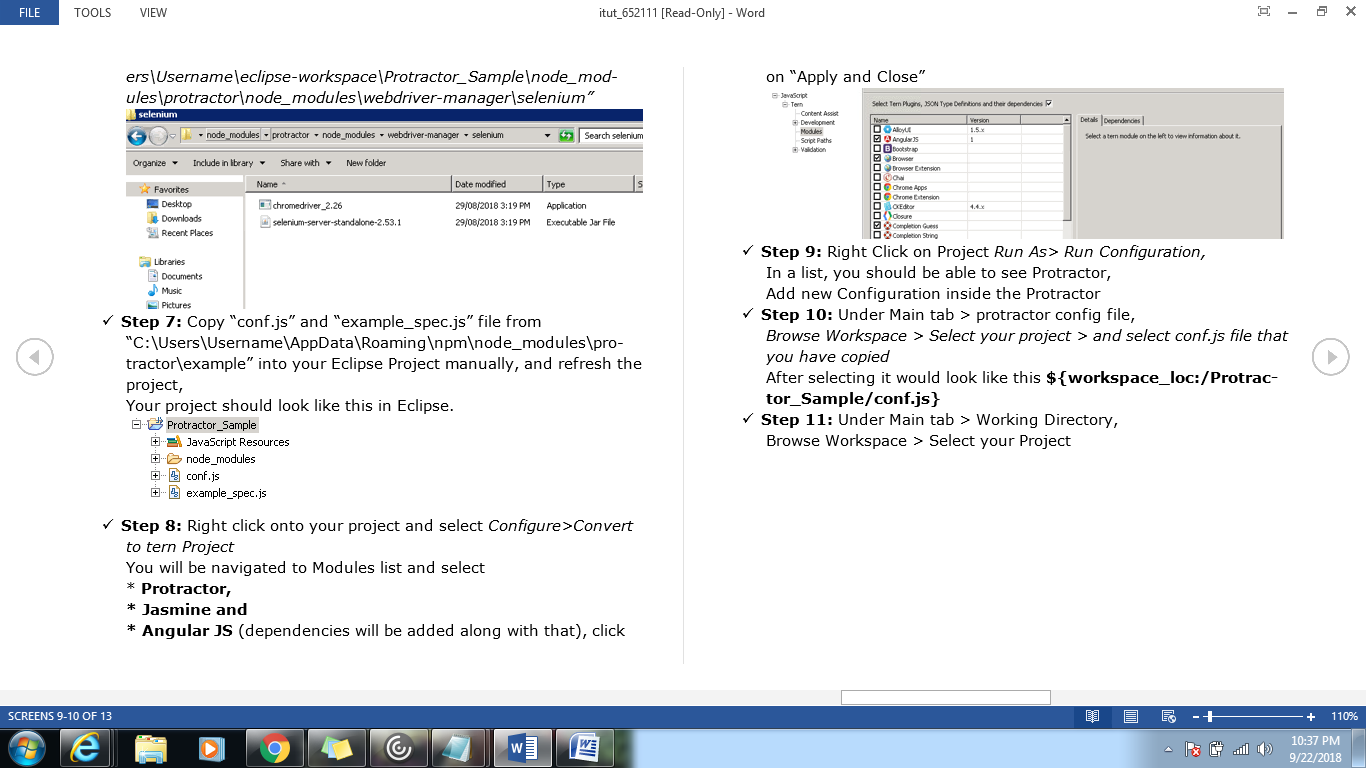 FILE TOOLS VIEW
itut_652111 [Read-Only] - Word
ers\Username\eclipse-workspace\Protractor_Sample\node_mod-
ules\protractor\node_modules\webdriver-manager\selenium”
selenium
node_modules protractor node_modules webdriver-manager selenium
Search selenium
Organize Include in library Share with New folder
Favorites
Desktop
Downloads
Recent Places
Libraries
Documents
Music
Pictures
Name Date modified Type S
chromedriver_2.26 29/08/2018 3:19 PM Application
selenium-server-standalone-2.53.1 29/08/2018 3:19 PM Executable Jar File
✓ Step 7: Copy “conf.js” and “example_spec.js” file from
“C:\Users\Username\AppData\Roaming\npm\node_modules\pro-
tractor\example” into your Eclipse Project manually, and refresh the
project,
Your project should look like this in Eclipse.
Protractor_Sample
JavaScript Resources
node_modules
conf.js
example_spec.js
✓ Step 8: Right click onto your project and select Configure>Convert
to tern Project
You will be navigated to Modules list and select
* Protractor,
* Jasmine and
* Angular JS (dependencies will be added along with that), click
on “Apply and Close”
JavaScript
Tern
Content Assist
Development
Modules
Script Paths
Validation
Select Tern Plugins, JSON Type Definitions and their dependencies
Name Version
AlloyUI 1.5.x
AngularJS 1
Bootstrap
Browser
Browser Extension
Chai
Chrome Apps
Chrome Extension
CKEditor 4.4.x
Closure
Completion Guess
Completion String
Details Dependencies
Select a tern module on the left to view information about it.
✓ Step 9: Right Click on Project Run As> Run Configuration,
In a list, you should be able to see Protractor,
Add new Configuration inside the Protractor
✓ Step 10: Under Main tab > protractor config file,
Browse Workspace > Select your project > and select conf.js file that
you have copied
After selecting it would look like this ${workspace_loc:/Protrac-
tor_Sample/conf.js}
✓ Step 11: Under Main tab > Working Directory,
Browse Workspace > Select your Project
SCREENS 9-10 OF 13
110%
10:37 PM
9/22/2018